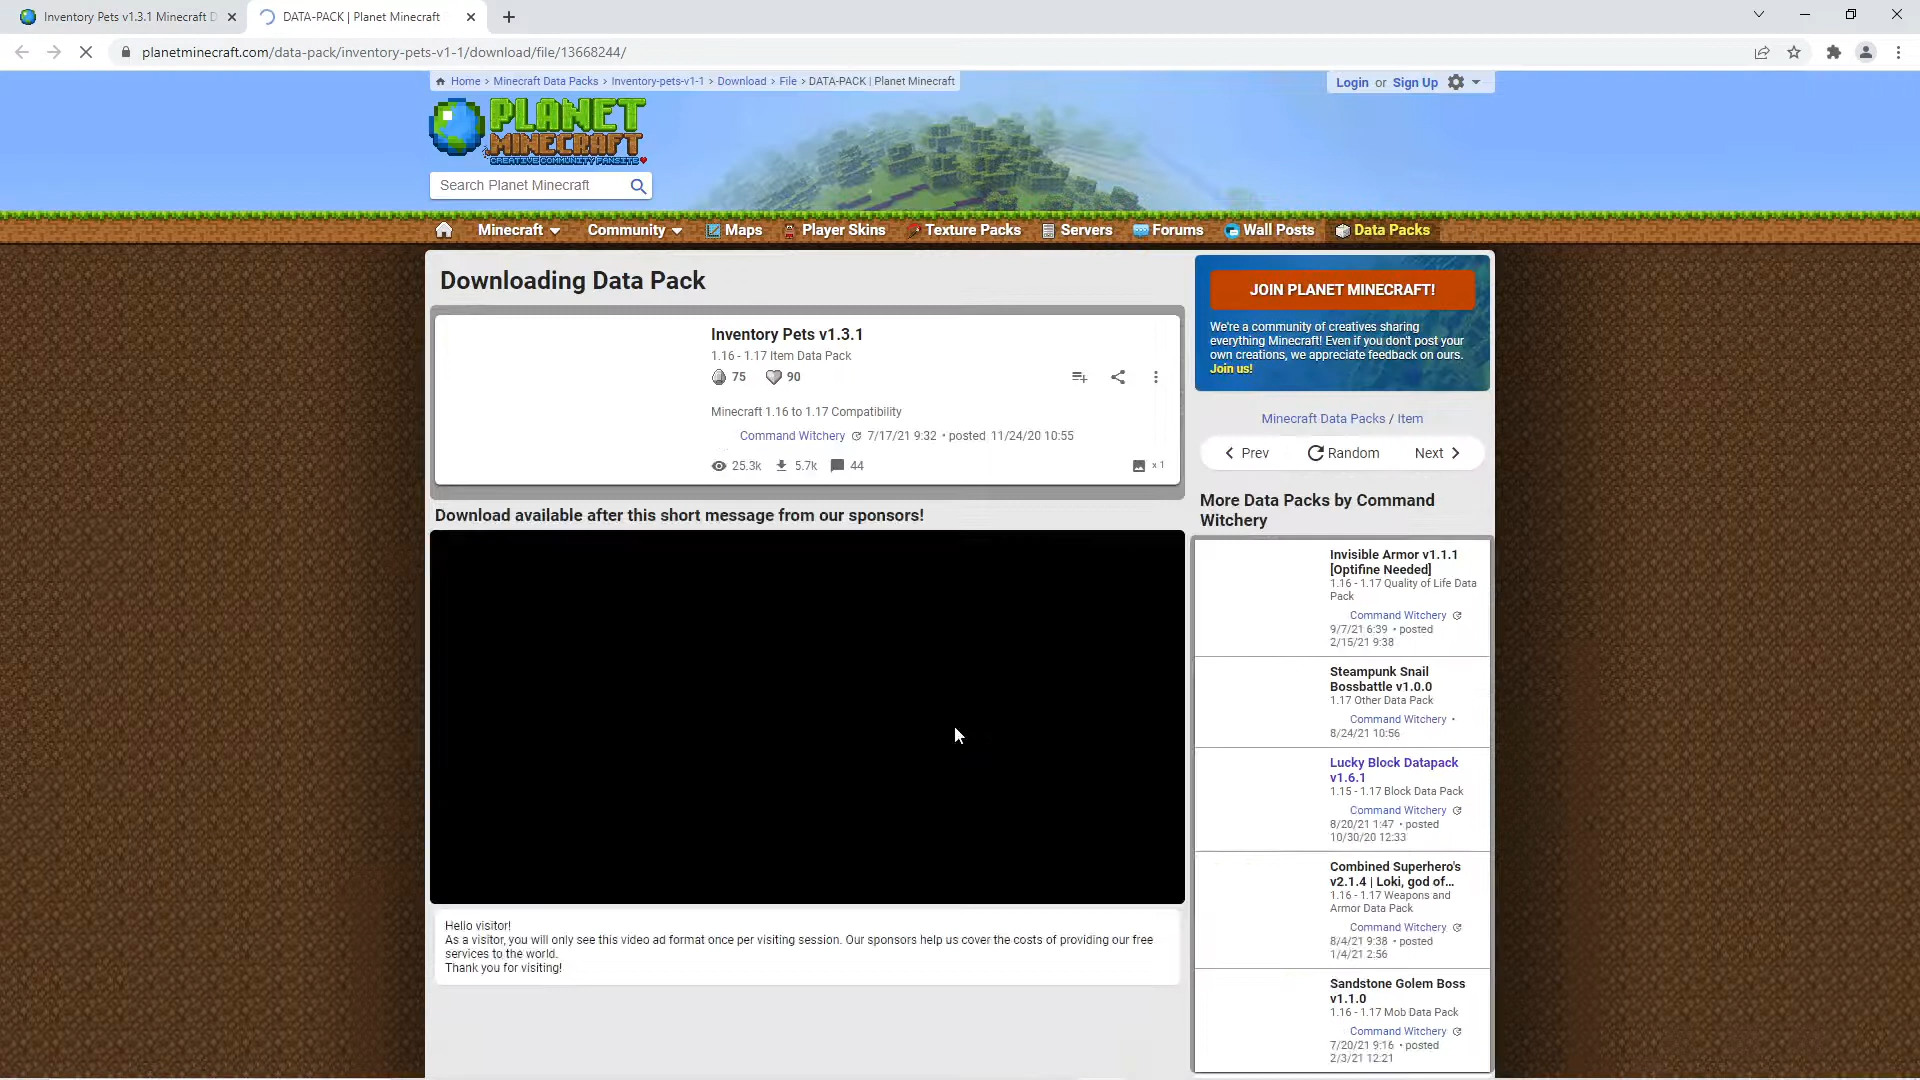 Inventory Pets v1.3.1 Minecraft D
DATA-PACK | Planet Minecraft
planetminecraft.com/data-pack/inventory-pets-v1-1/download/file/13668244/
Home > Minecraft Data Packs > Inventory-pets-v1-1 > Download > File > DATA-PACK | Planet Minecraft
Login or Sign Up
PLANET
MINECRAFT
CREATIVE COMMUNITY FANSITE
Search Planet Minecraft
Minecraft
Community
Maps
Player Skins
Texture Packs
Servers
Forums
Wall Posts
Data Packs
Downloading Data Pack
Inventory Pets v1.3.1
1.16 - 1.17 Item Data Pack
75
90
Minecraft 1.16 to 1.17 Compatibility
Command Witchery 7/17/21 9:32 • posted 11/24/20 10:55
25.3k 5.7k 44
x 1
Download available after this short message from our sponsors!
Hello visitor!
As a visitor, you will only see this video ad format once per visiting session. Our sponsors help us cover the costs of providing our free
services to the world.
Thank you for visiting!
JOIN PLANET MINECRAFT!
We're a community of creatives sharing
everything Minecraft! Even if you don't post your
own creations, we appreciate feedback on ours.
Join us!
Minecraft Data Packs / Item
Prev
Random
Next
More Data Packs by Command
Witchery
Invisible Armor v1.1.1
[Optifine Needed]
1.16 - 1.17 Quality of Life Data
Pack
Command Witchery
9/7/21 6:39 • posted
2/15/21 9:38
Steampunk Snail
Bossbattle v1.0.0
1.17 Other Data Pack
Command Witchery •
8/24/21 10:56
Lucky Block Datapack
v1.6.1
1.15 - 1.17 Block Data Pack
Command Witchery
8/20/21 1:47 • posted
10/30/20 12:33
Combined Superhero's
v2.1.4 | Loki, god of...
1.16 - 1.17 Weapons and
Armor Data Pack
Command Witchery
8/4/21 9:38 • posted
1/4/21 2:56
Sandstone Golem Boss
v1.1.0
1.16 - 1.17 Mob Data Pack
Command Witchery
7/20/21 9:16 • posted
2/3/21 12:21